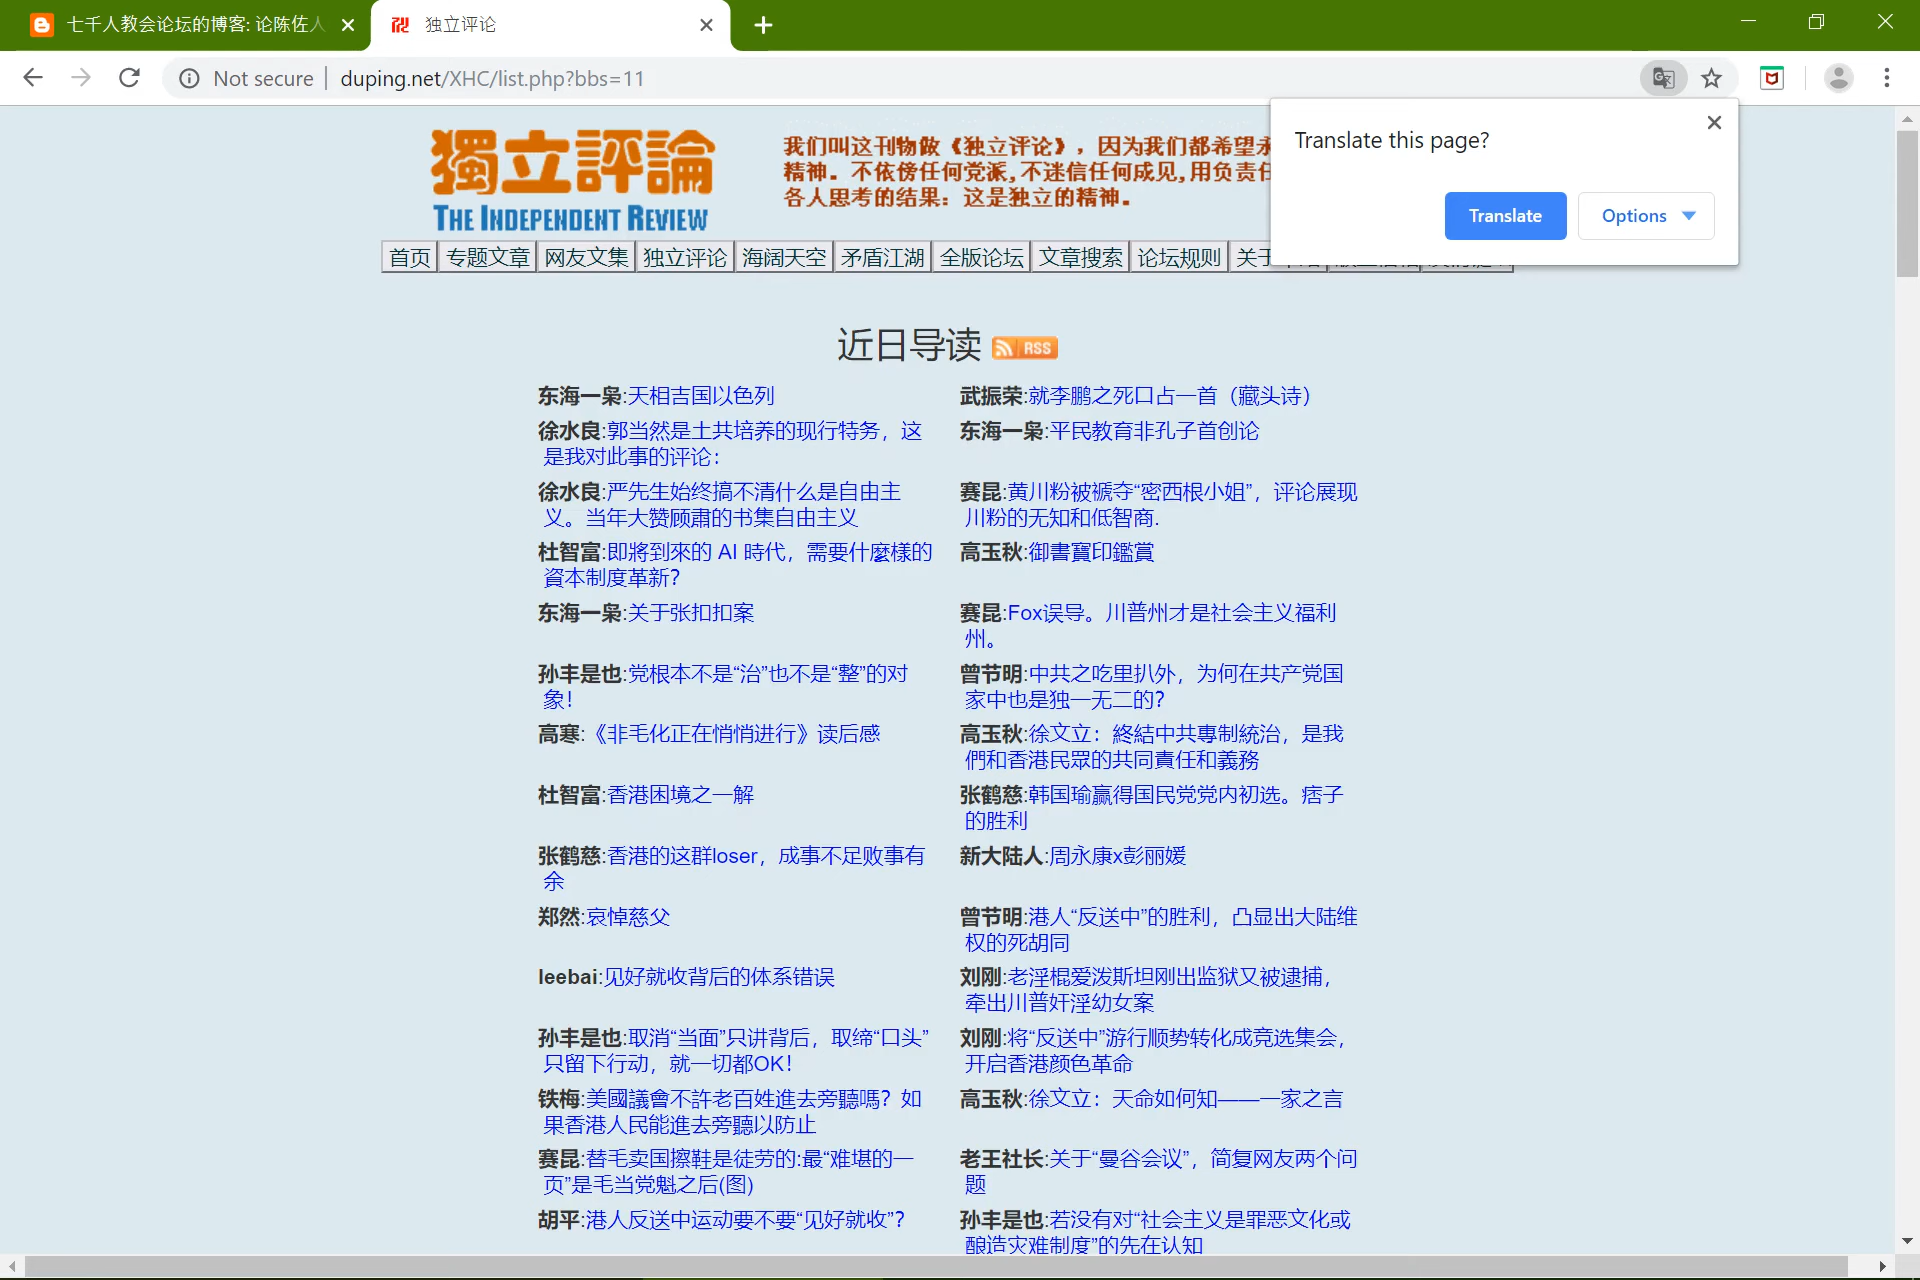 七千人教会论坛的博客: 论陈佐人
独立评论
Not secure | duping.net/XHC/list.php?bbs=11
Translate this page?
Translate
Options
獨立評論
THE INDEPENDENT REVIEW
我们叫这刊物做《独立评论》，因为我们都希望永
精神。不依傍任何党派,不迷信任何成见,用负责任
各人思考的结果：这是独立的精神。
首页 专题文章 网友文集 独立评论 海阔天空 矛盾江湖 全版论坛 文章搜索 论坛规则 关于
近日导读 RSS
东海一枭:天相吉国以色列
武振荣:就李鹏之死口占一首（藏头诗）
徐水良:郭当然是土共培养的现行特务，这
是我对此事的评论：
东海一枭:平民教育非孔子首创论
徐水良:严先生始终搞不清什么是自由主
义。当年大赞顾肃的书集自由主义
赛昆:黄川粉被褫夺“密西根小姐”，评论展现
川粉的无知和低智商.
杜智富:即將到來的 AI 時代，需要什麼樣的
資本制度革新？
高玉秋:御書寶印鑑賞
东海一枭:关于张扣扣案
赛昆:Fox误导。川普州才是社会主义福利
州。
孙丰是也:党根本不是“治”也不是“整”的对
象！
曾节明:中共之吃里扒外，为何在共产党国
家中也是独一无二的？
高寒:《非毛化正在悄悄进行》读后感
高玉秋:徐文立：終結中共專制統治，是我
們和香港民眾的共同責任和義務
杜智富:香港困境之一解
张鹤慈:韩国瑜赢得国民党党内初选。痞子
的胜利
张鹤慈:香港的这群loser，成事不足败事有
余
新大陆人:周永康x彭丽媛
郑然:哀悼慈父
曾节明:港人“反送中”的胜利，凸显出大陆维
权的死胡同
leebai:见好就收背后的体系错误
刘刚:老淫棍爱泼斯坦刚出监狱又被逮捕，
牵出川普奸淫幼女案
孙丰是也:取消“当面”只讲背后，取缔“口头”
只留下行动，就一切都OK！
刘刚:将“反送中”游行顺势转化成竞选集会，
开启香港颜色革命
铁梅:美國議會不許老百姓進去旁聽嗎？如
果香港人民能進去旁聽以防止
高玉秋:徐文立：天命如何知——一家之言
赛昆:替毛卖国擦鞋是徒劳的:最“难堪的一
页”是毛当党魁之后(图)
老王社长:关于“曼谷会议”，简复网友两个问
题
胡平:港人反送中运动要不要“见好就收”？
孙丰是也:若没有对“社会主义是罪恶文化或
酿造灾难制度”的先在认知